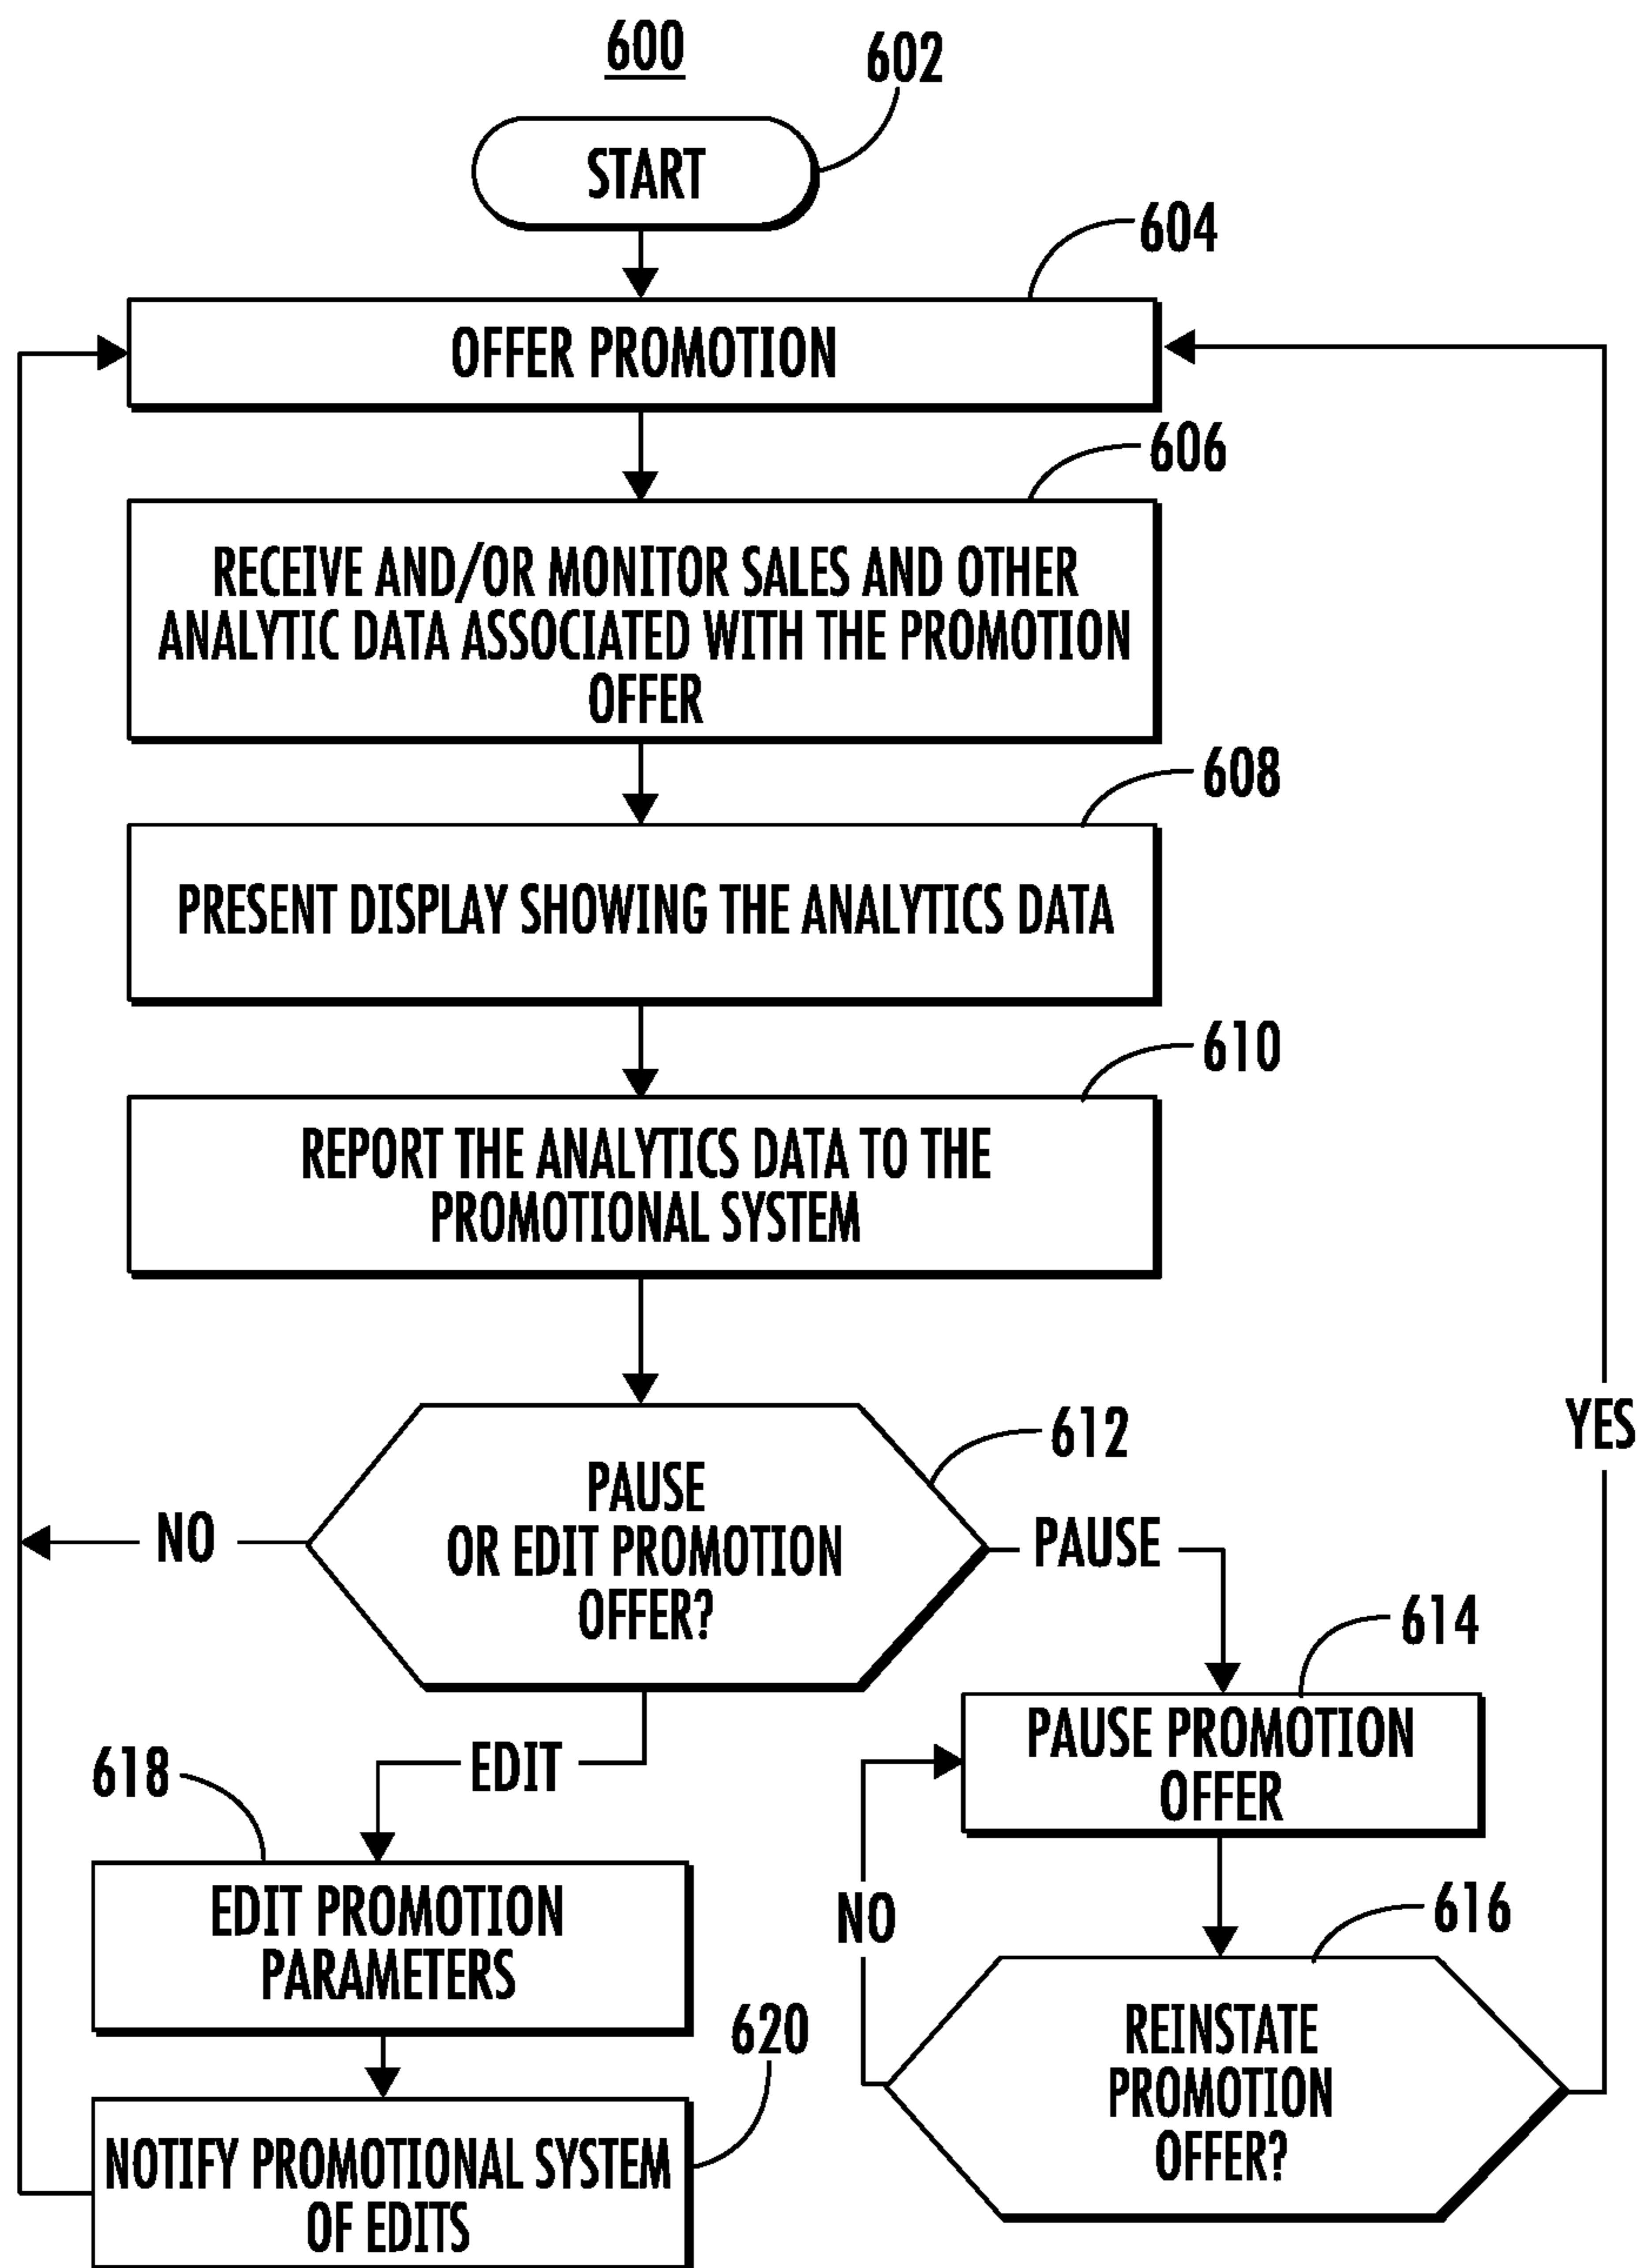 600
602
START
604
OFFER PROMOTION
606
RECEIVE AND/OR MONITOR SALES AND OTHER
ANALYTIC DATA ASSOCIATED WITH THE PROMOTION
OFFER
608
PRESENT DISPLAY SHOWING THE ANALYTICS DATA
610
REPORT THE ANALYTICS DATA TO THE
PROMOTIONAL SYSTEM
YES
612
PAUSE
OR EDIT PROMOTION
OFFER?
NO
PAUSE
614
PAUSE PROMOTION
OFFER
EDIT
618
EDIT PROMOTION
PARAMETERS
NO
616
REINSTATE
PROMOTION
OFFER?
620
NOTIFY PROMOTIONAL SYSTEM
OF EDITS